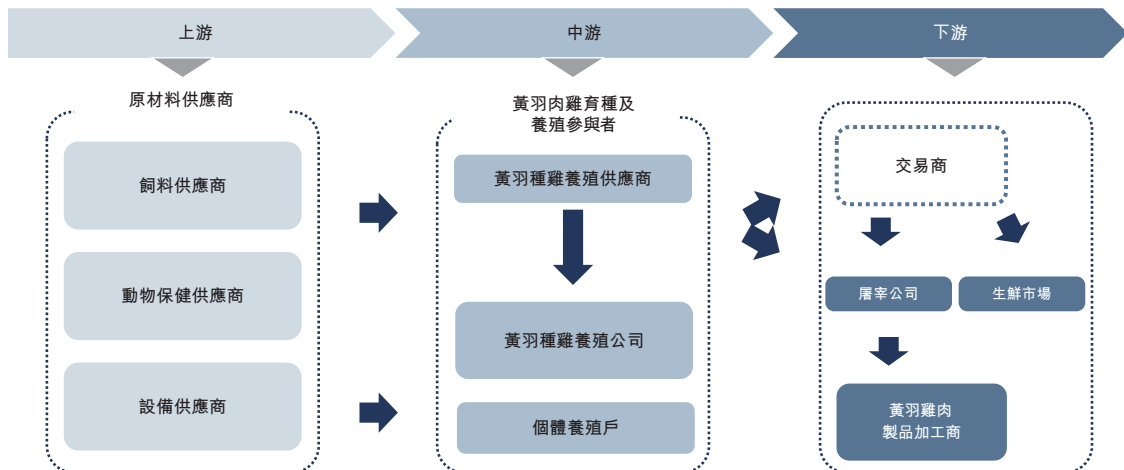 上游
中游
下游
原材料供應商
飼料供應商
動物保健供應商
設備供應商
黃羽肉雞育種及
養殖參與者
黃羽種雞養殖供應商
黃羽種雞養殖公司
個體養殖戶
交易商
屠宰公司
生鮮市場
黃羽雞肉
製品加工商